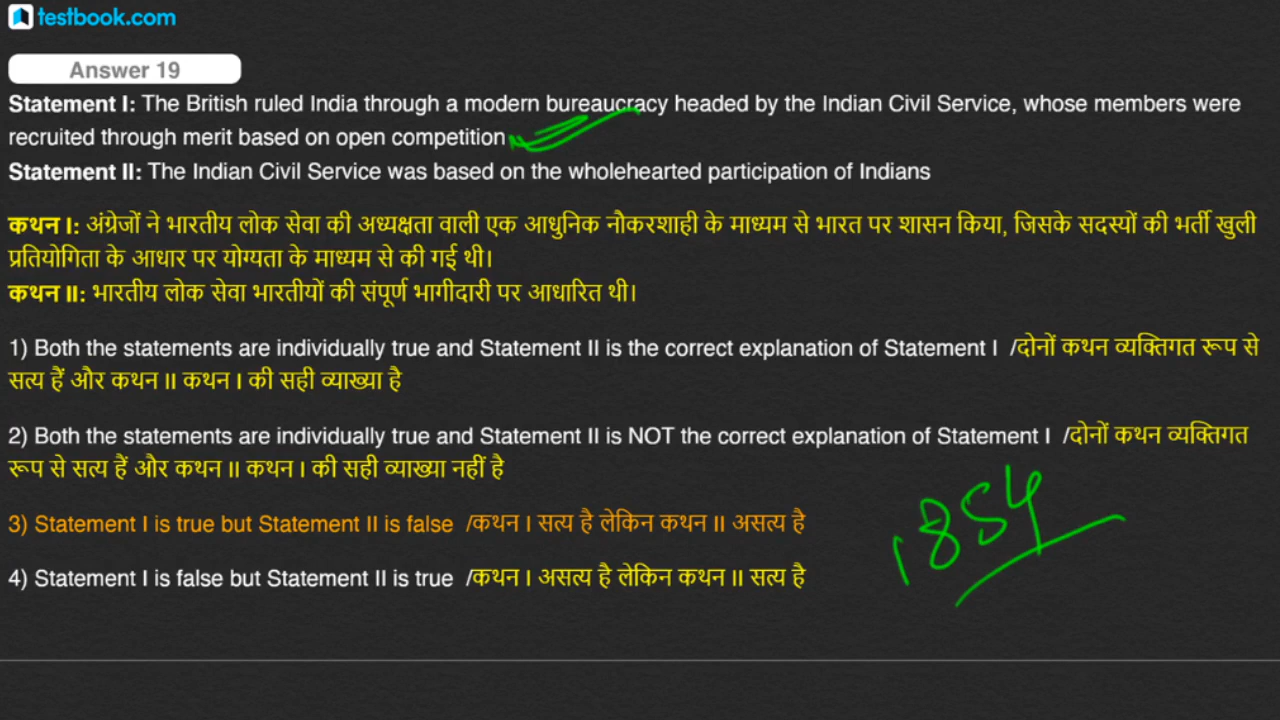 testbook.com
Answer 19
Statement I: The British ruled India through a modern bureaucracy headed by the Indian Civil Service, whose members were
recruited through merit based on open competition
Statement II: The Indian Civil Service was based on the wholehearted participation of Indians
कथन I: अंग्रेजों ने भारतीय लोक सेवा की अध्यक्षता वाली एक आधुनिक नौकरशाही के माध्यम से भारत पर शासन किया, जिसके सदस्यों की भर्ती खुली
प्रतियोगिता के आधार पर योग्यता के माध्यम से की गई थी।
कथन II: भारतीय लोक सेवा भारतीयों की संपूर्ण भागीदारी पर आधारित थी।
1) Both the statements are individually true and Statement II is the correct explanation of Statement I /दोनों कथन व्यक्तिगत रूप से
सत्य हैं और कथन II कथन I की सही व्याख्या है
2) Both the statements are individually true and Statement II is NOT the correct explanation of Statement I /दोनों कथन व्यक्तिगत
रूप से सत्य हैं और कथन II कथन I की सही व्याख्या नहीं है
3) Statement I is true but Statement II is false /कथन I सत्य है लेकिन कथन II असत्य है
1854
4) Statement I is false but Statement II is true /कथन I असत्य है लेकिन कथन II सत्य है